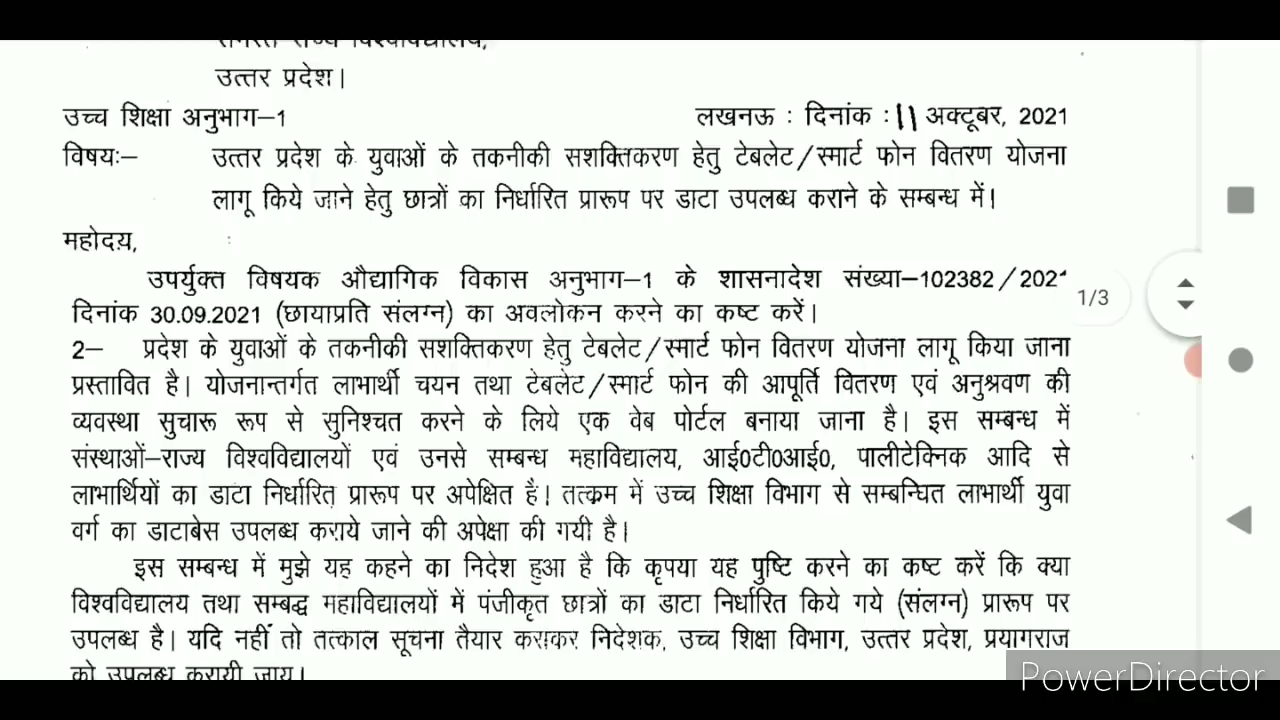 समस्त राज्य विश्वविद्यालय,
उत्तर प्रदेश।
उच्च शिक्षा अनुभाग–1 लखनऊ : दिनांक : 11 अक्टूबर, 2021
विषयः– उत्तर प्रदेश के युवाओं के तकनीकी सशक्तिकरण हेतु टेबलेट/स्मार्ट फोन वितरण योजना
लागू किये जाने हेतु छात्रों का निर्धारित प्रारूप पर डाटा उपलब्ध कराने के सम्बन्ध में।
महोदय,
उपर्युक्त विषयक औद्यागिक विकास अनुभाग–1 के शासनादेश संख्या–102382/2021
दिनांक 30.09.2021 (छायाप्रति संलग्न) का अवलोकन करने का कष्ट करें।
1/3
2– प्रदेश के युवाओं के तकनीकी सशक्तिकरण हेतु टेबलेट/स्मार्ट फोन वितरण योजना लागू किया जाना
प्रस्तावित है। योजनान्तर्गत लाभार्थी चयन तथा टेबलेट/स्मार्ट फोन की आपूर्ति वितरण एवं अनुश्रवण की
व्यवस्था सुचारू रूप से सुनिश्चत करने के लिये एक वेब पोर्टल बनाया जाना है। इस सम्बन्ध में
संस्थाओं–राज्य विश्वविद्यालयों एवं उनसे सम्बन्ध महाविद्यालय, आई0टी0आई0, पालीटेक्निक आदि से
लाभार्थियों का डाटा निर्धारित प्रारूप पर अपेक्षित है। तत्क्रम में उच्च शिक्षा विभाग से सम्बन्घित लाभार्थी युवा
वर्ग का डाटाबेस उपलब्ध कराये जाने की अपेक्षा की गयी है।
इस सम्बन्ध में मुझे यह कहने का निदेश हुआ है कि कृपया यह पुष्टि करने का कष्ट करें कि क्या
विश्वविद्यालय तथा सम्बद्ध महाविद्यालयों में पंजीकृत छात्रों का डाटा निर्धारित किये गये (संलग्न) प्रारूप पर
उपलब्ध है। यदि नहीं तो तत्काल सूचना तैयार कराकर निदेशक, उच्च शिक्षा विभाग, उत्तर प्रदेश, प्रयागराज
को उपलब्ध करायी जाय।
PowerDirector